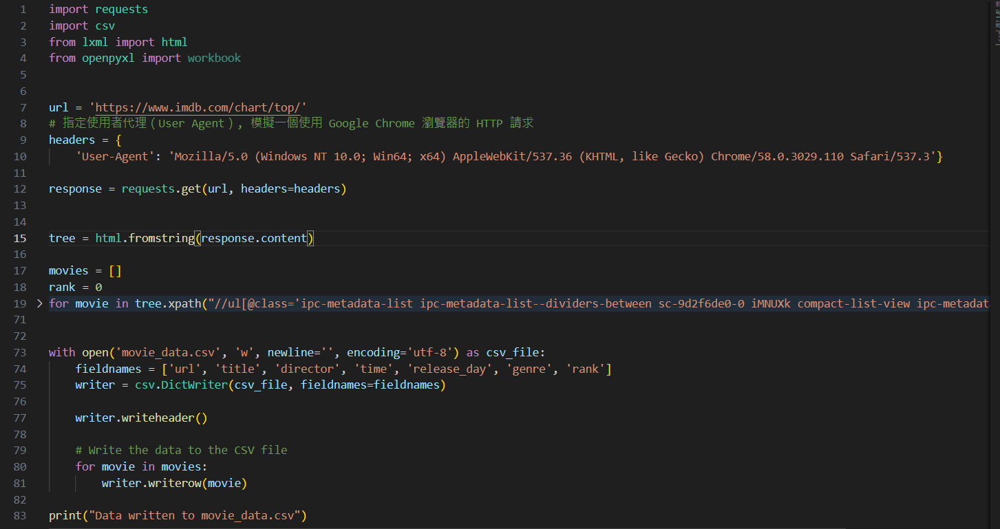 1 import requests
2 import csv
3 from lxml import html
4 from openpyxl import workbook
5
6
7 url = 'https://www.imdb.com/chart/top/'
8 # 指定使用者代理（User Agent），模擬一個使用 Google Chrome 瀏覽器的 HTTP 請求
9 headers = {
10     'User-Agent': 'Mozilla/5.0 (Windows NT 10.0; Win64; x64) AppleWebKit/537.36 (KHTML, like Gecko) Chrome/58.0.3029.110 Safari/537.3'}
11
12 response = requests.get(url, headers=headers)
13
14
15 tree = html.fromstring(response.content)
16
17 movies = []
18 rank = 0
19 for movie in tree.xpath("//ul[@class='ipc-metadata-list ipc-metadata-list--dividers-between sc-9d2f6de0-0 iMNUXk compact-list-view ipc-metadat
71
72
73 with open('movie_data.csv', 'w', newline='', encoding='utf-8') as csv_file:
74     fieldnames = ['url', 'title', 'director', 'time', 'release_day', 'genre', 'rank']
75     writer = csv.DictWriter(csv_file, fieldnames=fieldnames)
76
77     writer.writeheader()
78
79     # Write the data to the CSV file
80     for movie in movies:
81         writer.writerow(movie)
82
83 print("Data written to movie_data.csv")